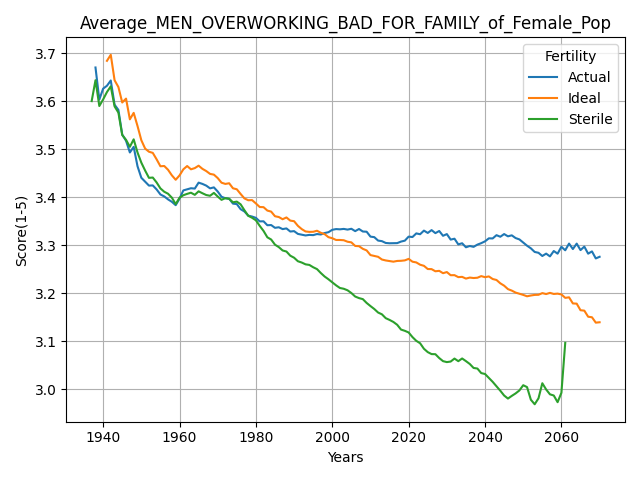 Average_MEN_OVERWORKING_BAD_FOR_FAMILY_of_Female_Pop
Fertility
Actual
Ideal
Sterile
Score(1-5)
3.7
3.6
3.5
3.4
3.3
3.2
3.1
3.0
1940 1960 1980 2000 2020 2040 2060
Years